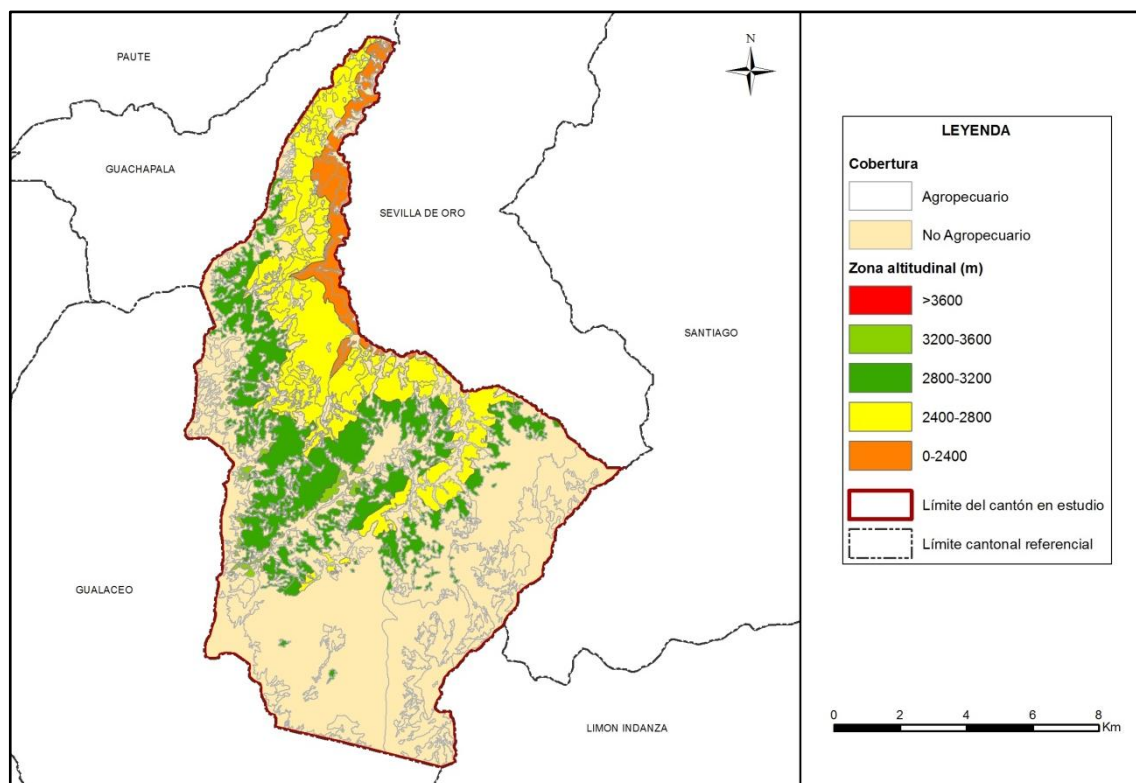 PAUTE
N
GUACHAPALA
SEVILLA DE ORO
SANTIAGO
GUALACEO
LIMON INDANZA
LEYENDA
Cobertura
Agropecuario
No Agropecuario
Zona altitudinal (m)
>3600
3200-3600
2800-3200
2400-2800
0-2400
Límite del cantón en estudio
Límite cantonal referencial
0 2 4 6 8
Km